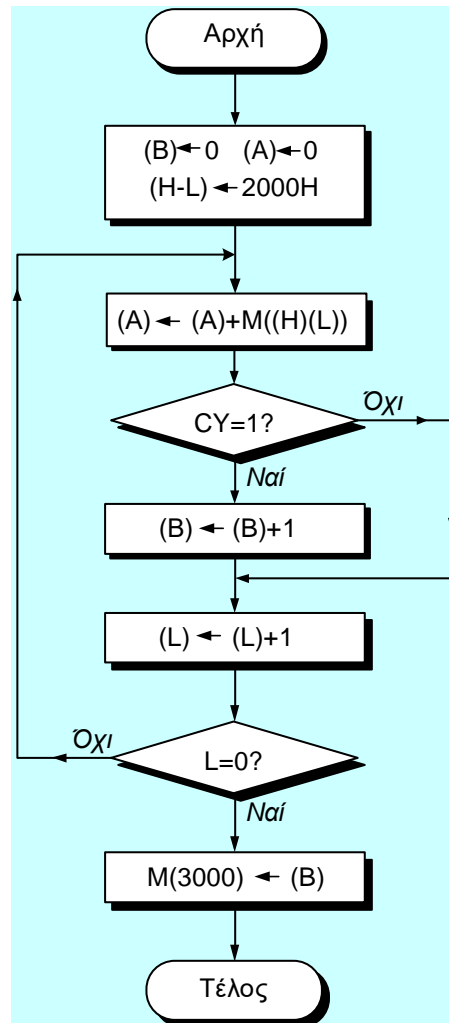 Αρχή
(B)←0 (A)←0
(H-L)←2000H
(A) ← (A)+M((H)(L))
CY=1?
Όχι
Ναί
(B) ← (B)+1
(L) ← (L)+1
Όχι
L=0?
Ναί
M(3000) ← (B)
Τέλος